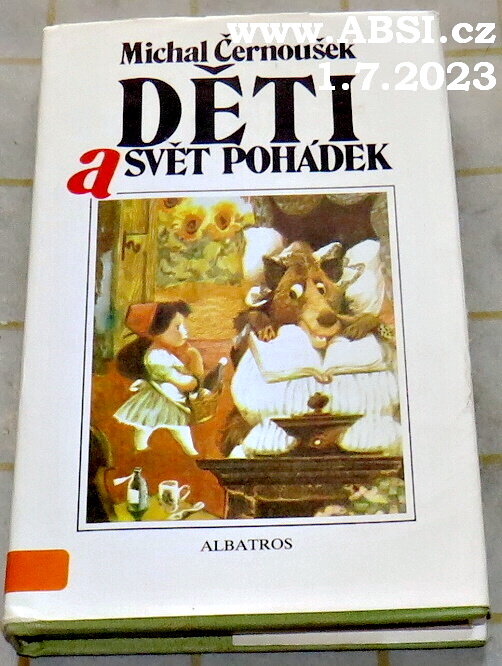 www.ABSI.cz
1.7.2023
Michal Černoušek
DĚTI
a SVĚT POHÁDEK
ALBATROS